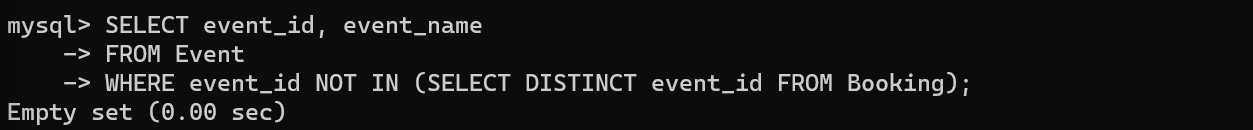 mysql> SELECT event_id, event_name
    -> FROM Event
    -> WHERE event_id NOT IN (SELECT DISTINCT event_id FROM Booking);
Empty set (0.00 sec)